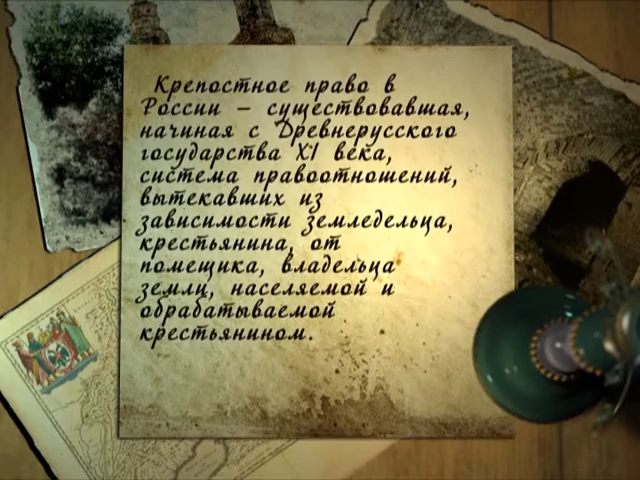 Крепостное право в
России – существовавшая,
начиная с Древнерусского
государства XI века,
система правоотношений,
вытекавших из
зависимости земледельца,
крестьянина, от
помещика, владельца
земли, населяемой и
обрабатываемой
крестьянином.